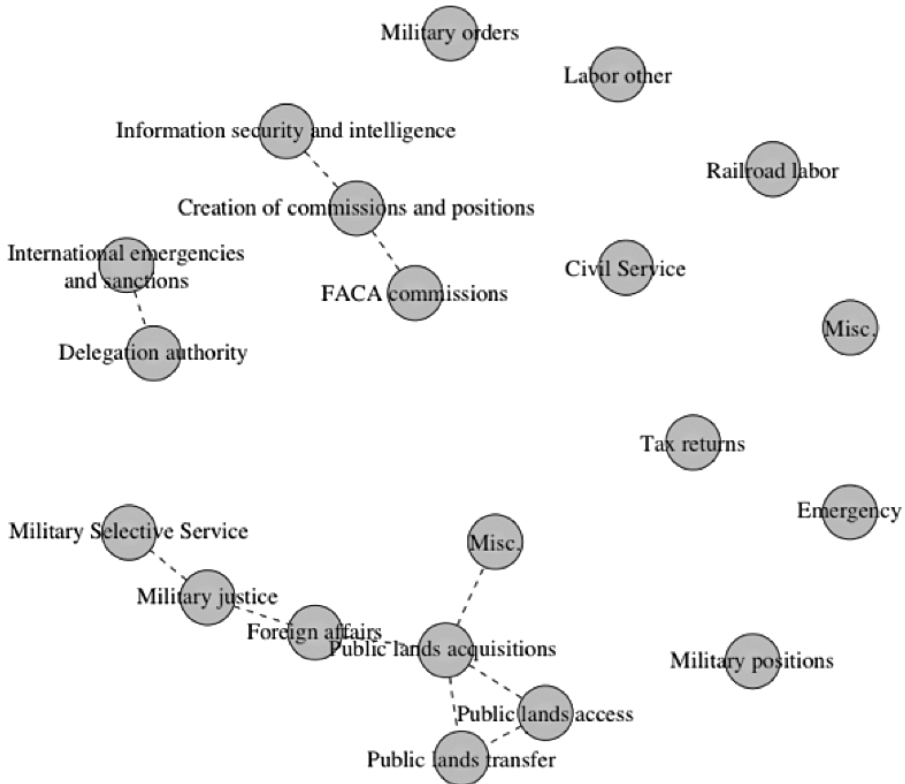 Military orders
Labor other
Information security and intelligence
Railroad labor
Creation of commissions and positions
International emergencies
and sanctions
Civil Service
FACA commissions
Misc.
Delegation authority
Tax returns
Emergency
Military Selective Service
Misc.
Military justice
Foreign affairs
Public lands acquisitions
Military positions
Public lands access
Public lands transfer